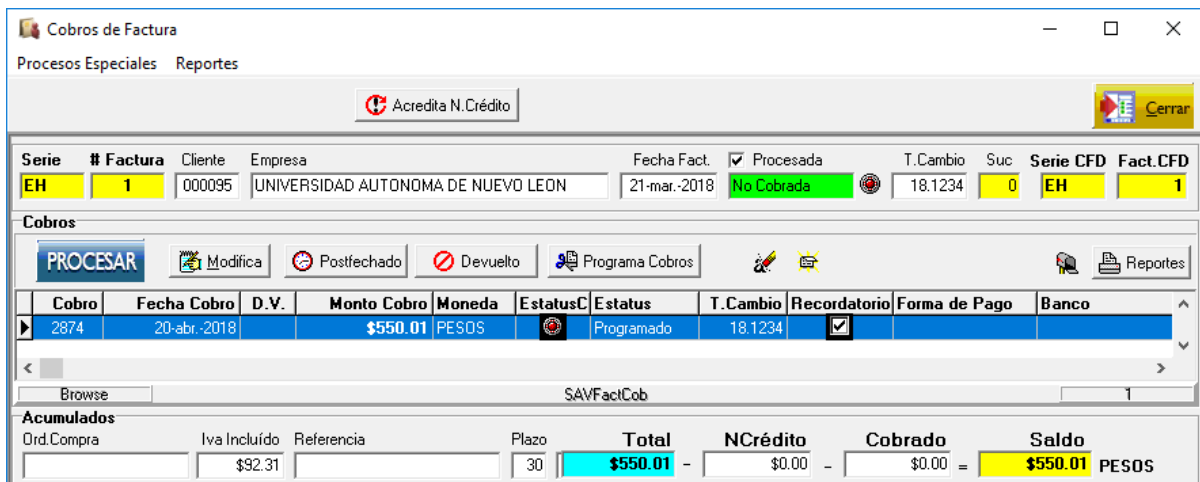 Cobros de Factura
Procesos Especiales Reportes
Acredita N.Crédito Cerrar
Serie # Factura Cliente Empresa Fecha Fact. Procesada T.Cambio Suc Serie CFD Fact.CFD
EH 1 000095 UNIVERSIDAD AUTONOMA DE NUEVO LEON 21-mar.-2018 No Cobrada 18.1234 0 EH 1
Cobros
PROCESAR Modifica Postfechado Devuelto Programa Cobros Reportes
Cobro Fecha Cobro D.V. Monto Cobro Moneda EstatusC Estatus T.Cambio Recordatorio Forma de Pago Banco
2874 20-abr.-2018 $550.01 PESOS Programado 18.1234
Browse SAVFactCob 1
Acumulados
Ord.Compra Iva Incluído Referencia Plazo Total NCrédito Cobrado Saldo
$92.31 30 $550.01 - $0.00 - $0.00 = $550.01 PESOS